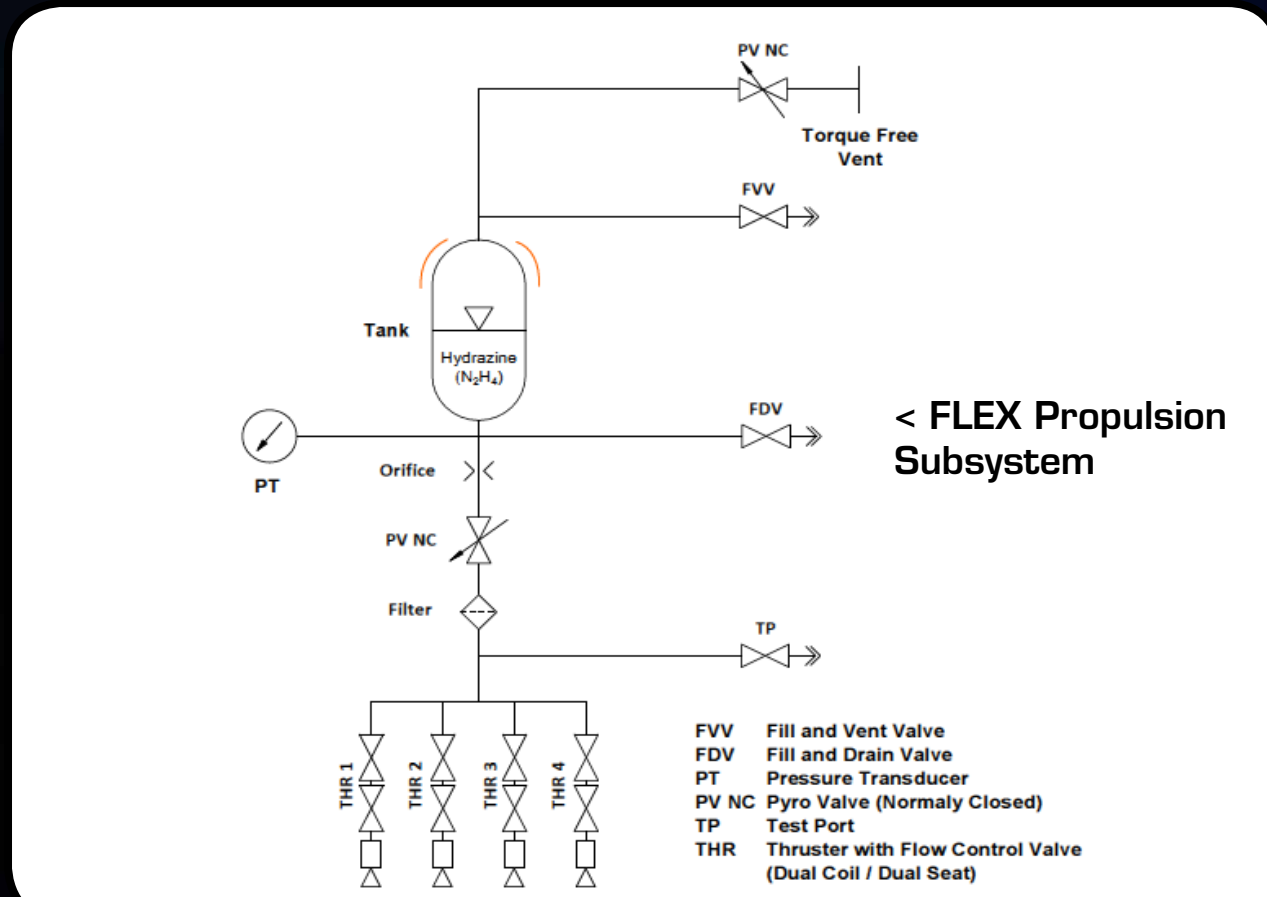 PV NC
Torque Free
Vent
FVV
Tank
Hydrazine
(N₂H₄)
FDV
< FLEX Propulsion
Subsystem
PT
Orifice
PV NC
Filter
TP
THR 1
THR 2
THR 3
THR 4
FVV Fill and Vent Valve
FDV Fill and Drain Valve
PT Pressure Transducer
PV NC Pyro Valve (Normaly Closed)
TP Test Port
THR Thruster with Flow Control Valve
(Dual Coil / Dual Seat)